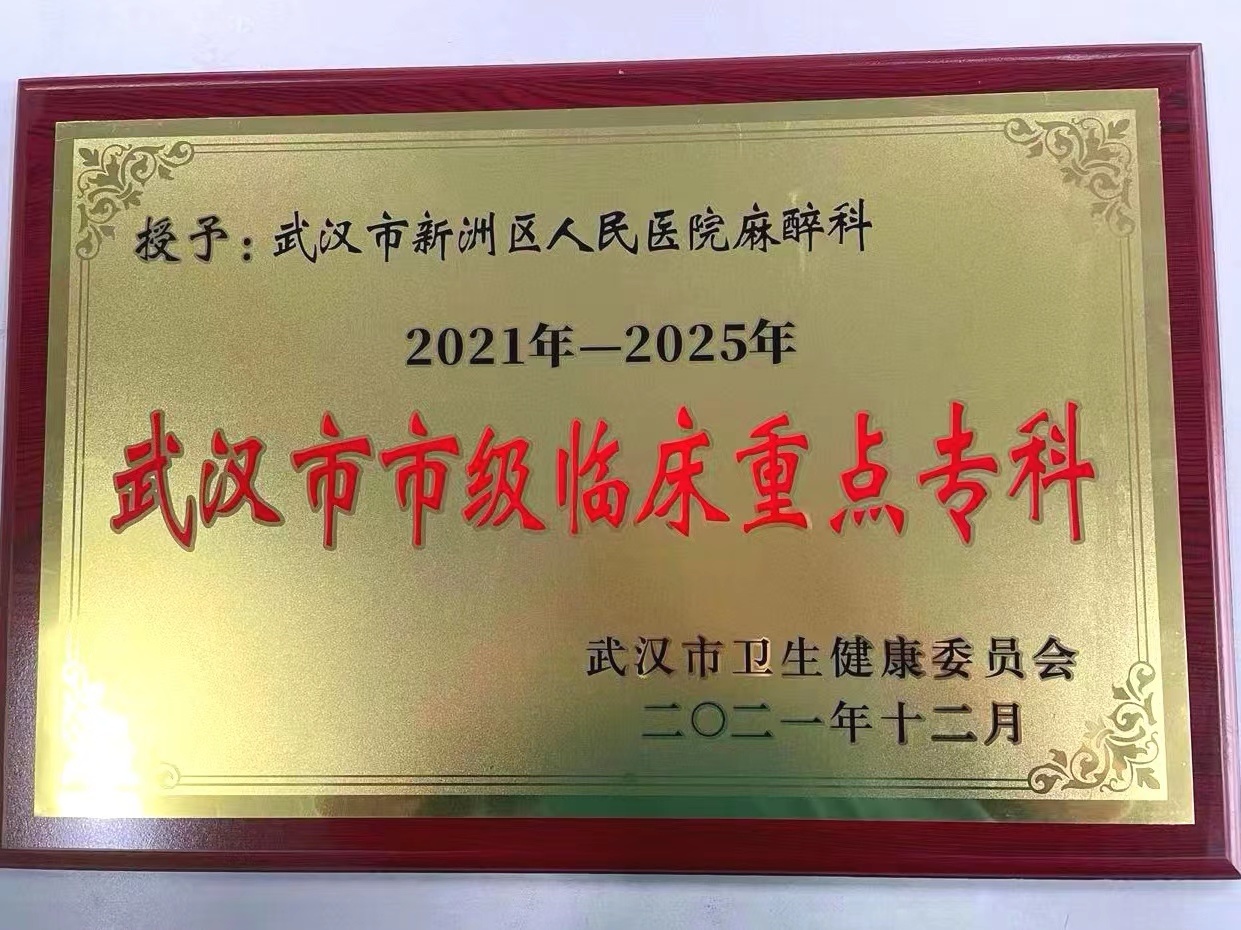 授予：武汉市新洲区人民医院麻醉科
2021年—2025年
武汉市市级临床重点专科
武汉市卫生健康委员会
二〇二一年十二月